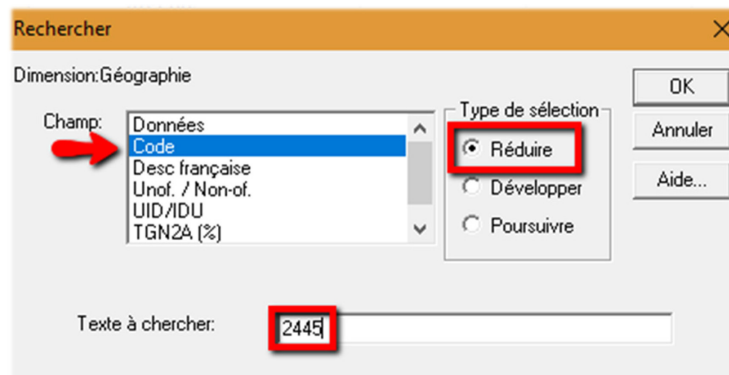 Rechercher
Dimension:Géographie
Champ:
Données
Code
Desc française
Unof. / Non-of.
UID/IDU
TGN2A (%)
Type de sélection
Réduire
Développer
Poursuivre
OK
Annuler
Aide...
Texte à chercher: 2445